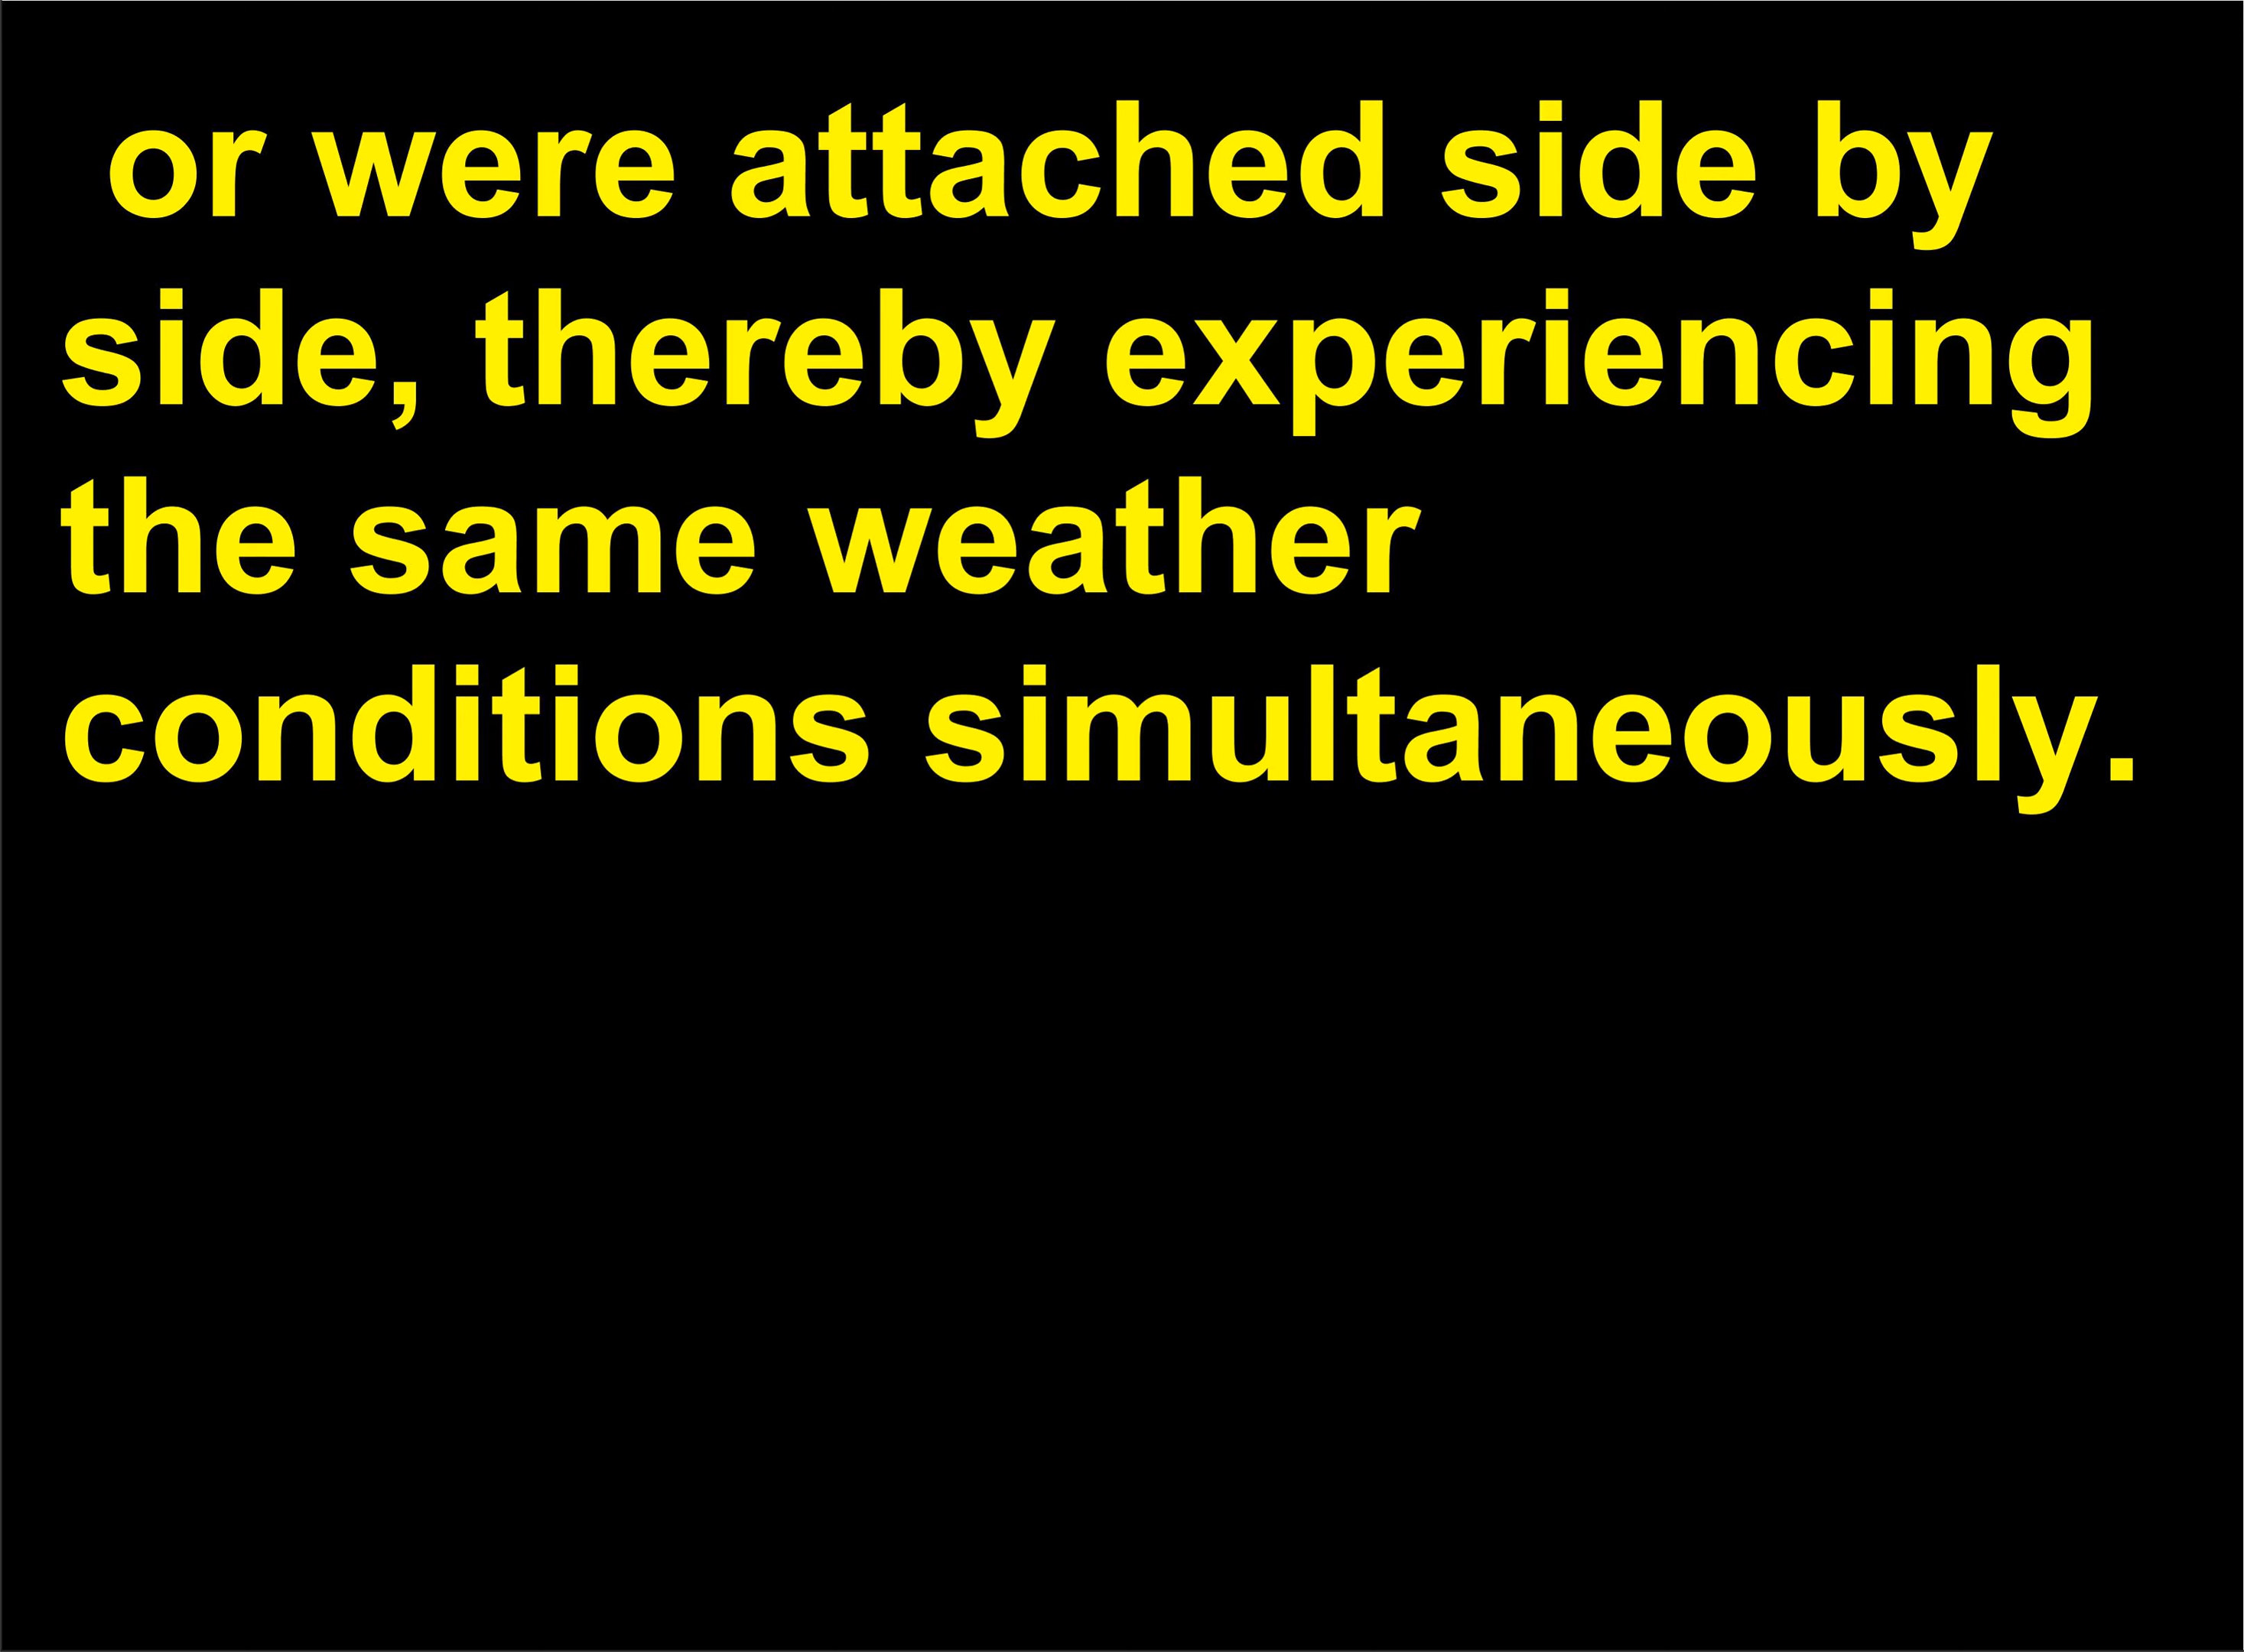 or were attached side by
side, thereby experiencing
the same weather
conditions simultaneously.